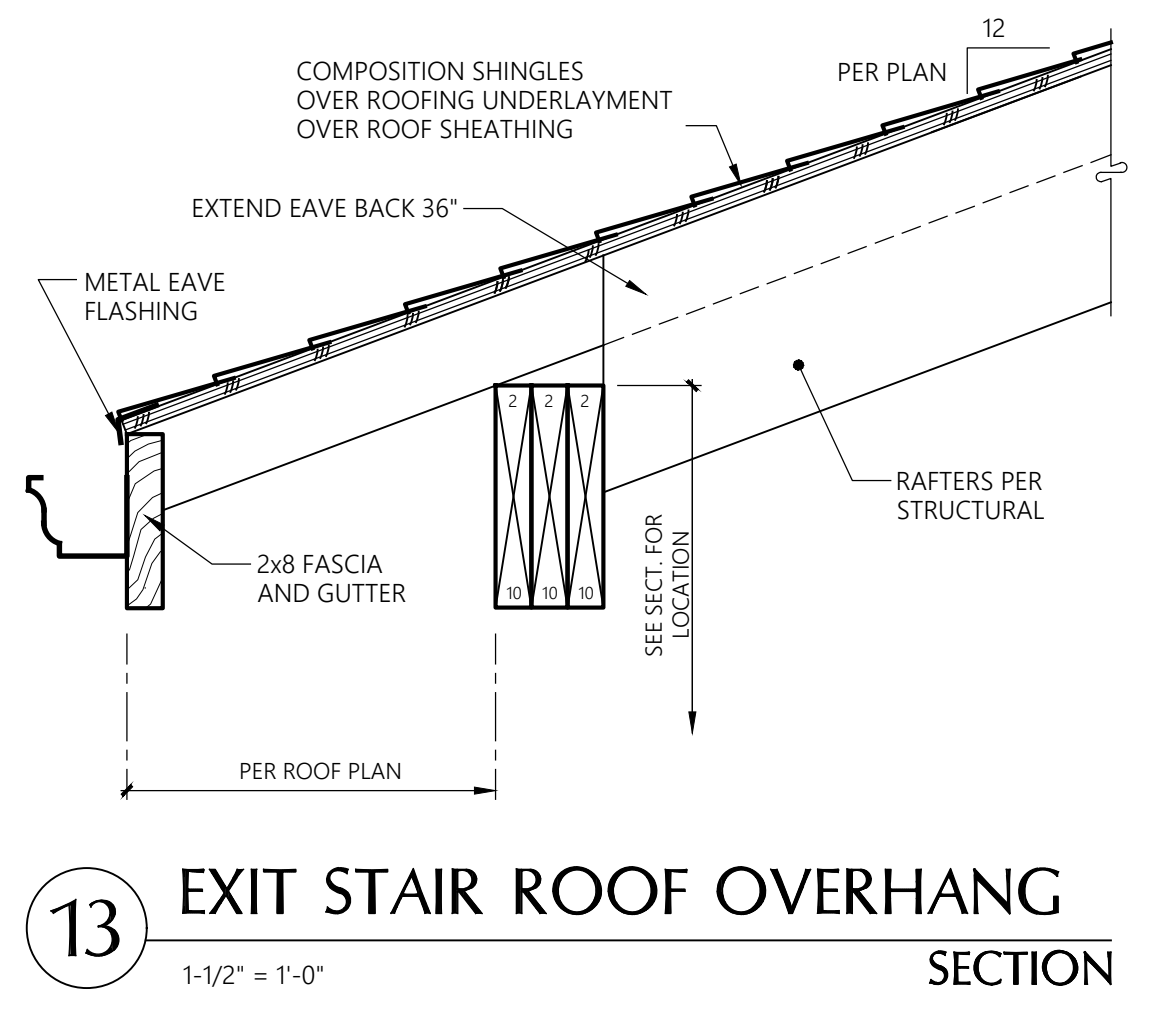 12
PER PLAN
COMPOSITION SHINGLES
OVER ROOFING UNDERLAYMENT
OVER ROOF SHEATHING
EXTEND EAVE BACK 36"
METAL EAVE
FLASHING
2 2 2
10 10 10
RAFTERS PER
STRUCTURAL
2x8 FASCIA
AND GUTTER
SEE SECT. FOR
LOCATION
PER ROOF PLAN
13
EXIT STAIR ROOF OVERHANG
SECTION
1-1/2" = 1'-0"